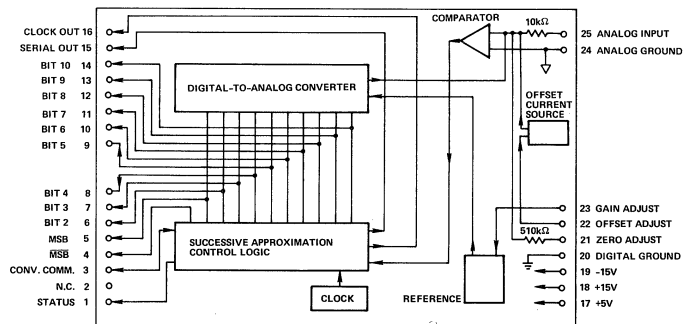 CLOCK OUT 16
SERIAL OUT 15
BIT 10 14
BIT 9 13
BIT 8 12
BIT 7 11
BIT 6 10
BIT 5 9
BIT 4 8
BIT 3 7
BIT 2 6
MSB 5
MSB 4
CONV. COMM. 3
N.C. 2
STATUS 1
DIGITAL-TO-ANALOG CONVERTER
SUCCESSIVE APPROXIMATION
CONTROL LOGIC
CLOCK
REFERENCE
COMPARATOR
10kΩ
510kΩ
OFFSET
CURRENT
SOURCE
25 ANALOG INPUT
24 ANALOG GROUND
23 GAIN ADJUST
22 OFFSET ADJUST
21 ZERO ADJUST
20 DIGITAL GROUND
19 -15V
18 +15V
17 +5V